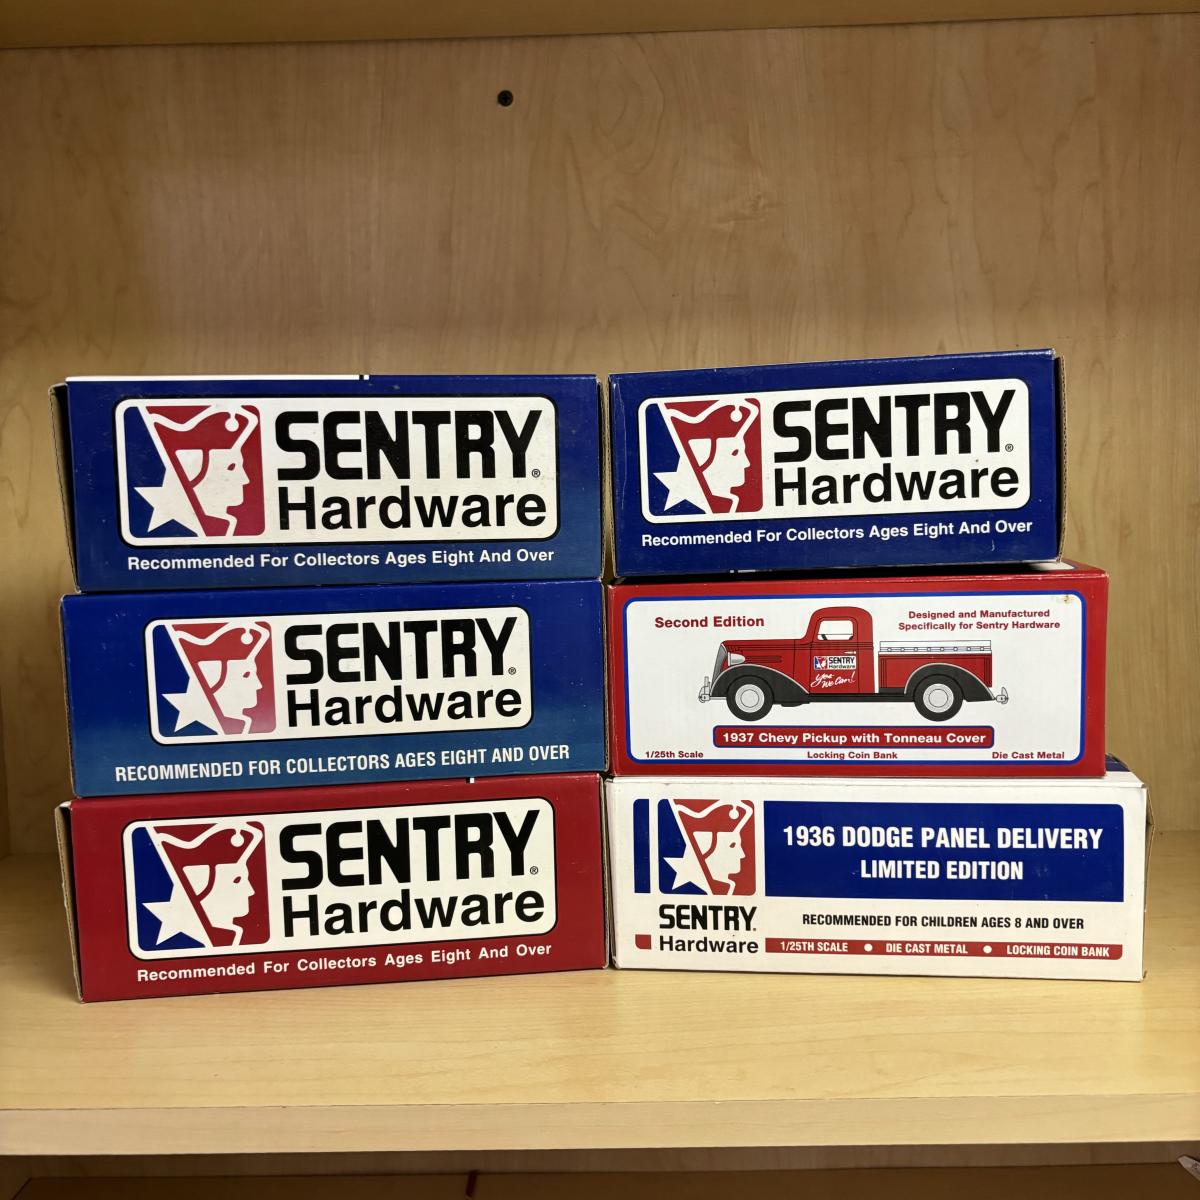 SENTRY®
Hardware
Recommended For Collectors Ages Eight And Over
SENTRY®
Hardware
RECOMMENDED FOR COLLECTORS AGES EIGHT AND OVER
SENTRY®
Hardware
Recommended For Collectors Ages Eight And Over
SENTRY®
Hardware
Recommended For Collectors Ages Eight And Over
Second Edition
Designed and Manufactured
Specifically for Sentry Hardware
SENTRY
Hardware
Yes We Can!
1937 Chevy Pickup with Tonneau Cover
1/25th Scale Locking Coin Bank Die Cast Metal
1936 DODGE PANEL DELIVERY
LIMITED EDITION
SENTRY.
Hardware
RECOMMENDED FOR CHILDREN AGES 8 AND OVER
1/25TH SCALE ● DIE CAST METAL ● LOCKING COIN BANK